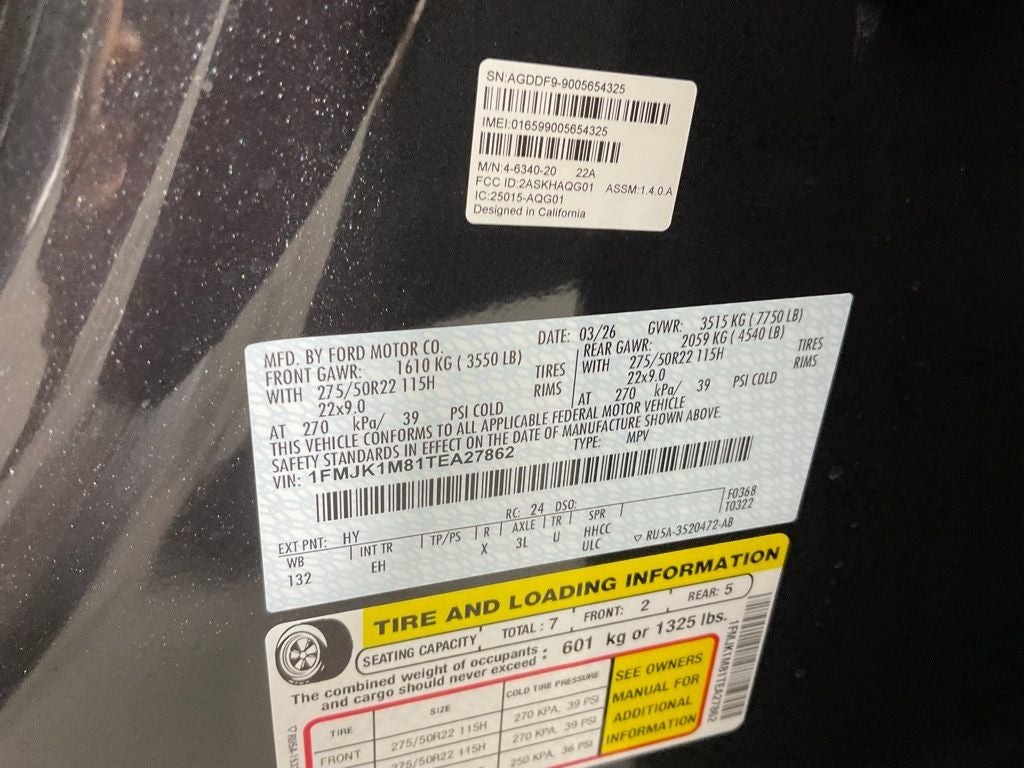 SN:AGDDF9-9005654325
IMEI:016599005654325
M/N:4-6340-20 22A
FCC ID:2ASKHAQG01 ASSM:1.4.0.A
IC:25015-AQG01
Designed in California
MFD. BY FORD MOTOR CO. DATE: 03/26 GVWR: 3515 KG ( 7750 LB)
FRONT GAWR: 1610 KG ( 3550 LB) REAR GAWR: 2059 KG ( 4540 LB)
WITH 275/50R22 115H TIRES WITH 275/50R22 115H TIRES
22x9.0 RIMS 22x9.0 RIMS
AT 270 kPa/ 39 PSI COLD AT 270 kPa/ 39 PSI COLD
THIS VEHICLE CONFORMS TO ALL APPLICABLE FEDERAL MOTOR VEHICLE
SAFETY STANDARDS IN EFFECT ON THE DATE OF MANUFACTURE SHOWN ABOVE.
VIN: 1FMJK1M81TEA27862 TYPE: MPV
EXT PNT: HY RC: 24 DSO: F0368
WB INT TR TP/PS R AXLE TR SPR T0322
132 EH X 3L U HHCC
ULC ▽ RU5A-3520472-AB
TIRE AND LOADING INFORMATION
SEATING CAPACITY TOTAL : 7 FRONT: 2 REAR: 5
The combined weight of occupants and cargo should never exceed : 601 kg or 1325 lbs.
TIRE SIZE COLD TIRE PRESSURE
FRONT 275/50R22 115H 270 KPA, 39 PSI
275/50R22 115H 270 KPA, 39 PSI
250 KPA, 36 PSI
SEE OWNERS
MANUAL FOR
ADDITIONAL
INFORMATION
1FMJK1M81TEA27862